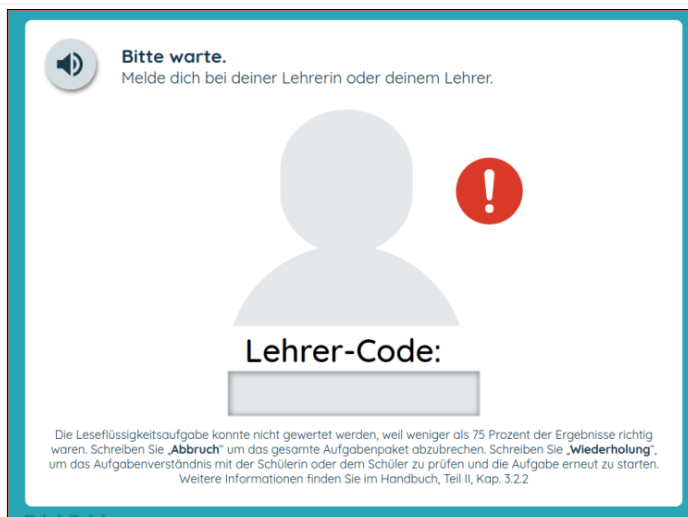 Bitte warte.
Melde dich bei deiner Lehrerin oder deinem Lehrer.
!
Lehrer-Code:
Die Leseflüssigkeitsaufgabe konnte nicht gewertet werden, weil weniger als 75 Prozent der Ergebnisse richtig
waren. Schreiben Sie „Abbruch“ um das gesamte Aufgabenpaket abzubrechen. Schreiben Sie „Wiederholung“,
um das Aufgabenverständnis mit der Schülerin oder dem Schüler zu prüfen und die Aufgabe erneut zu starten.
Weitere Informationen finden Sie im Handbuch, Teil II, Kap. 3.2.2